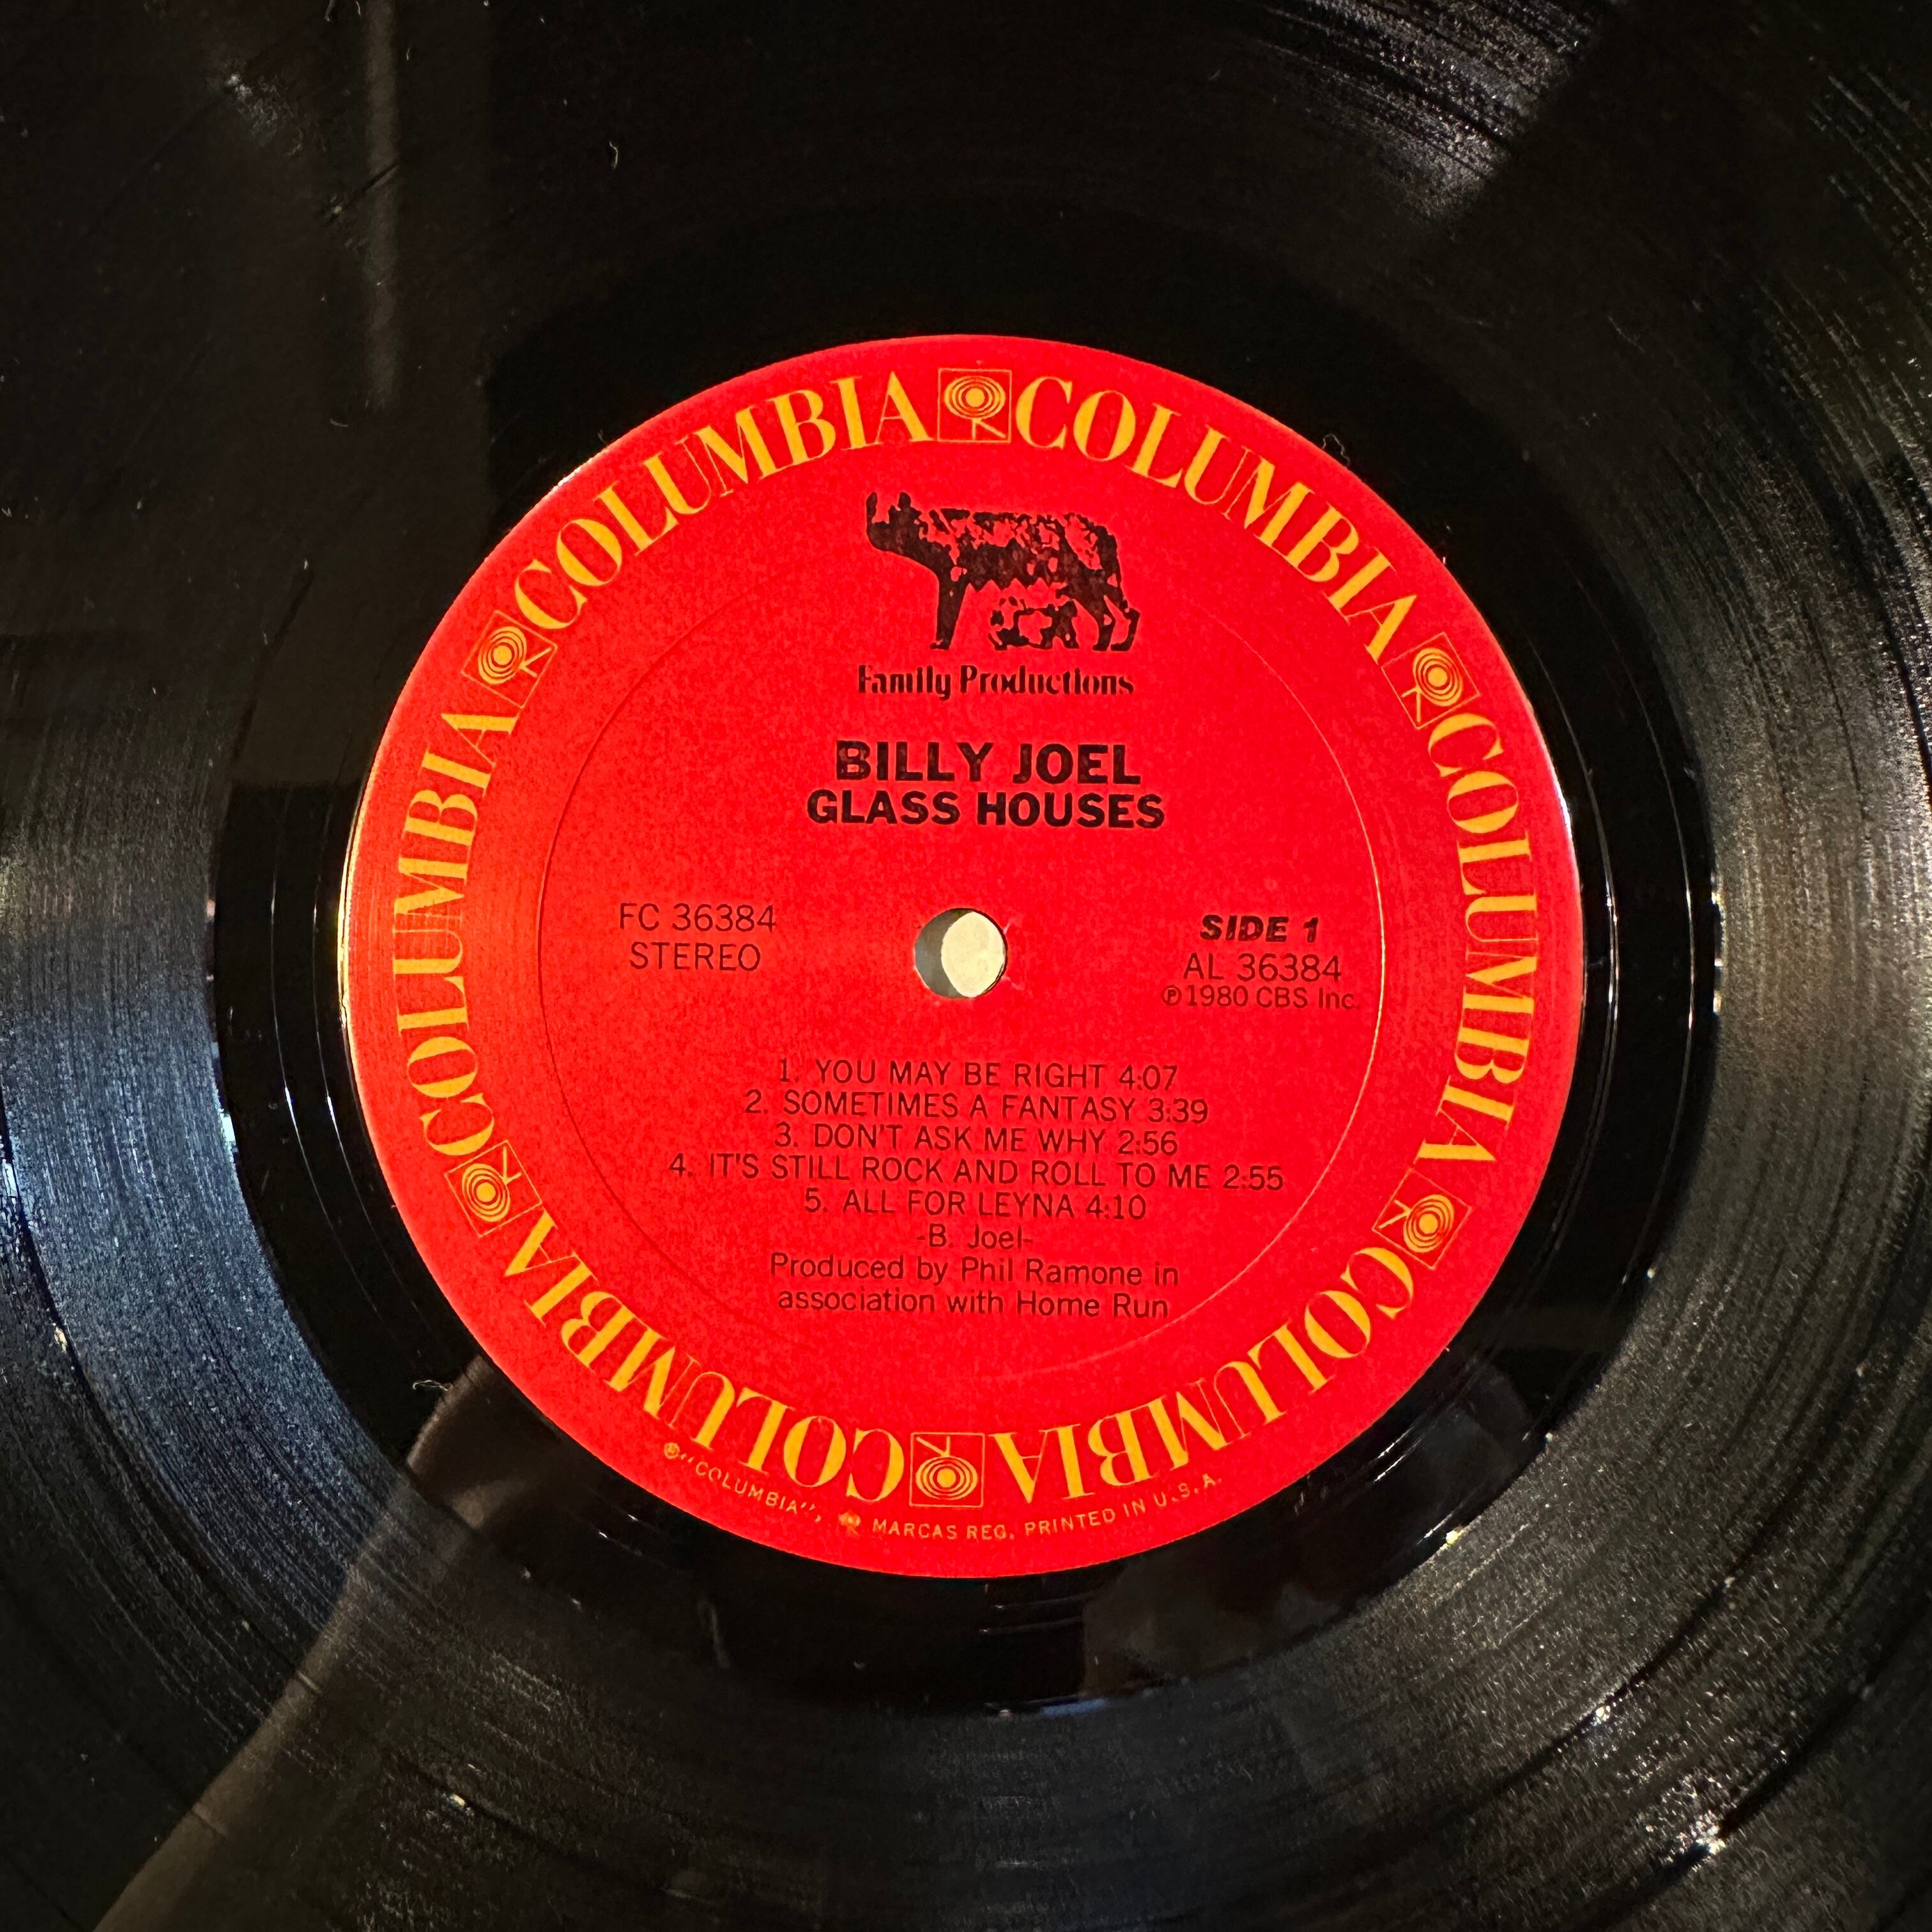 COLUMBIA COLUMBIA COLUMBIA COLUMBIA COLUMBIA COLUMBIA COLUMBIA COLUMBIA
Family Productions
BILLY JOEL
GLASS HOUSES
FC 36384
STEREO
SIDE 1
AL 36384
℗ 1980 CBS Inc.
1. YOU MAY BE RIGHT 4:07
2. SOMETIMES A FANTASY 3:39
3. DON'T ASK ME WHY 2:56
4. IT'S STILL ROCK AND ROLL TO ME 2:55
5. ALL FOR LEYNA 4:10
-B. Joel-
Produced by Phil Ramone in
association with Home Run
® "COLUMBIA", MARCAS REG. PRINTED IN U.S.A.